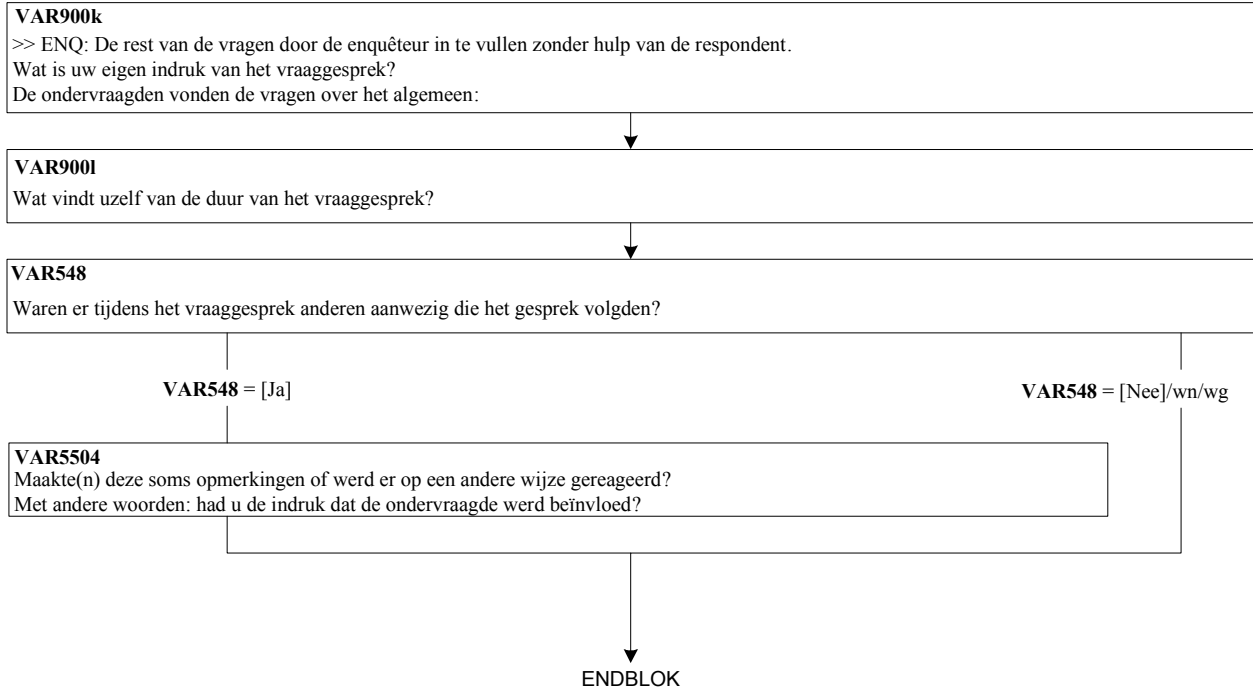 VAR900k
>> ENQ: De rest van de vragen door de enquêteur in te vullen zonder hulp van de respondent.
Wat is uw eigen indruk van het vraaggesprek?
De ondervraagden vonden de vragen over het algemeen:
VAR900l
Wat vindt uzelf van de duur van het vraaggesprek?
VAR548
Waren er tijdens het vraaggesprek anderen aanwezig die het gesprek volgden?
VAR548 = [Ja]
VAR548 = [Nee]/wn/wg
VAR5504
Maakte(n) deze soms opmerkingen of werd er op een andere wijze gereageerd?
Met andere woorden: had u de indruk dat de ondervraagde werd beïnvloed?
ENDBLOK